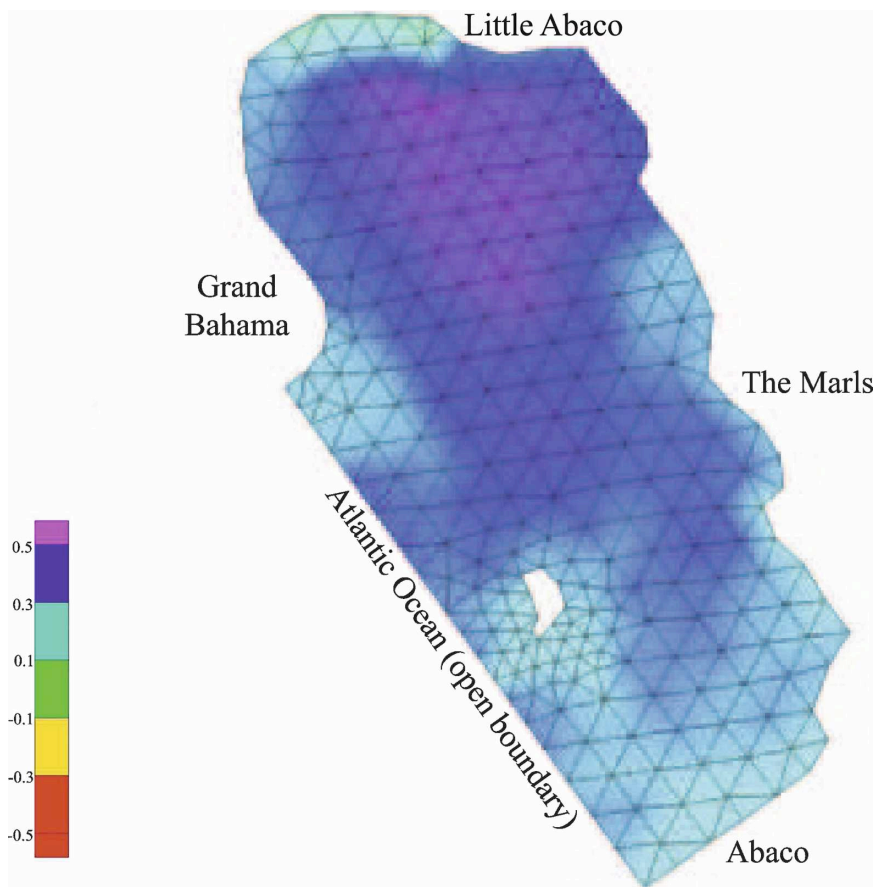 Little Abaco
Grand
Bahama
The Marls
Atlantic Ocean (open boundary)
0.5
0.3
0.1
-0.1
-0.3
-0.5
Abaco